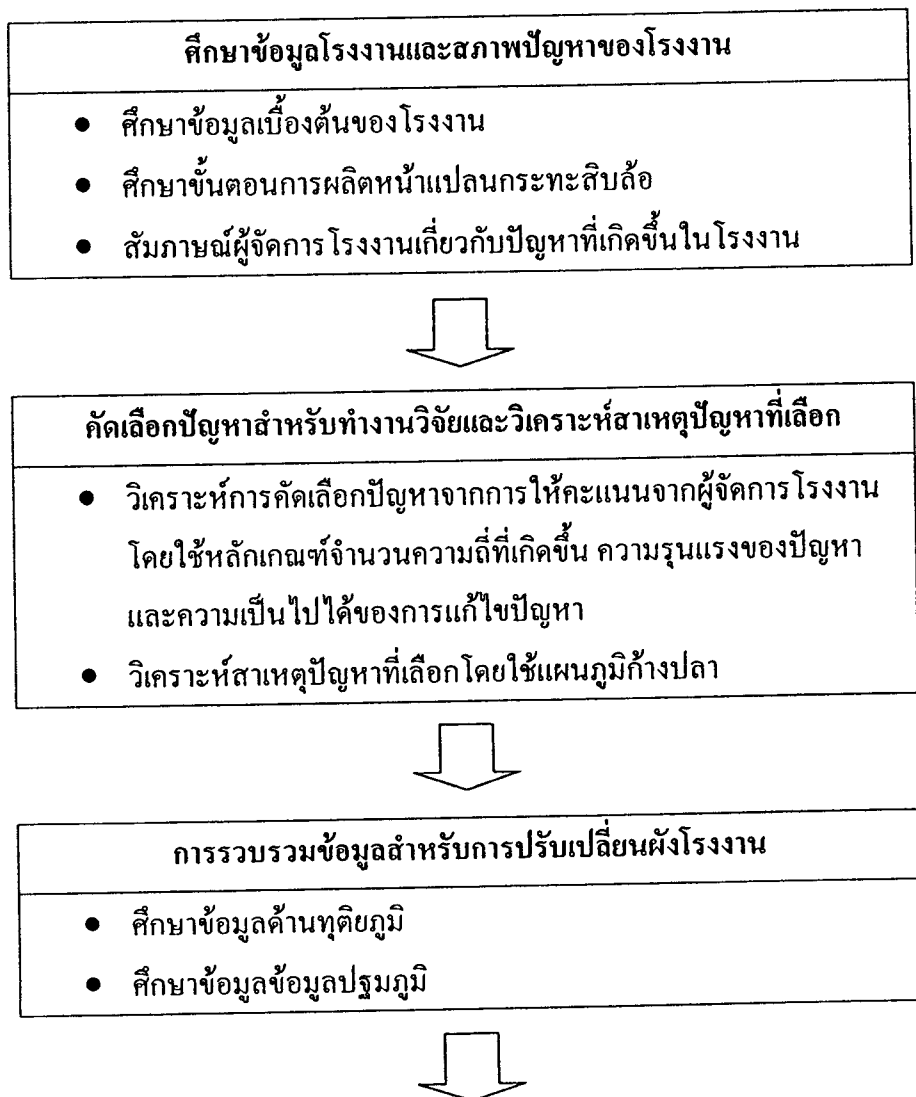 ศึกษาข้อมูลโรงงานและสภาพปัญหาของโรงงาน
● ศึกษาข้อมูลเบื้องต้นของโรงงาน
● ศึกษาขั้นตอนการผลิตหน้าแปลนกระทะสิบล้อ
● สัมภาษณ์ผู้จัดการโรงงานเกี่ยวกับปัญหาที่เกิดขึ้นในโรงงาน
คัดเลือกปัญหาสำหรับทำงานวิจัยและวิเคราะห์สาเหตุปัญหาที่เลือก
● วิเคราะห์การคัดเลือกปัญหาจากการให้คะแนนจากผู้จัดการโรงงาน
โดยใช้หลักเกณฑ์จำนวนความถี่ที่เกิดขึ้น ความรุนแรงของปัญหา
และความเป็นไปได้ของการแก้ไขปัญหา
● วิเคราะห์สาเหตุปัญหาที่เลือกโดยใช้แผนภูมิก้างปลา
การรวบรวมข้อมูลสำหรับการปรับเปลี่ยนผังโรงงาน
● ศึกษาข้อมูลด้านทุติยภูมิ
● ศึกษาข้อมูลข้อมูลปฐมภูมิ